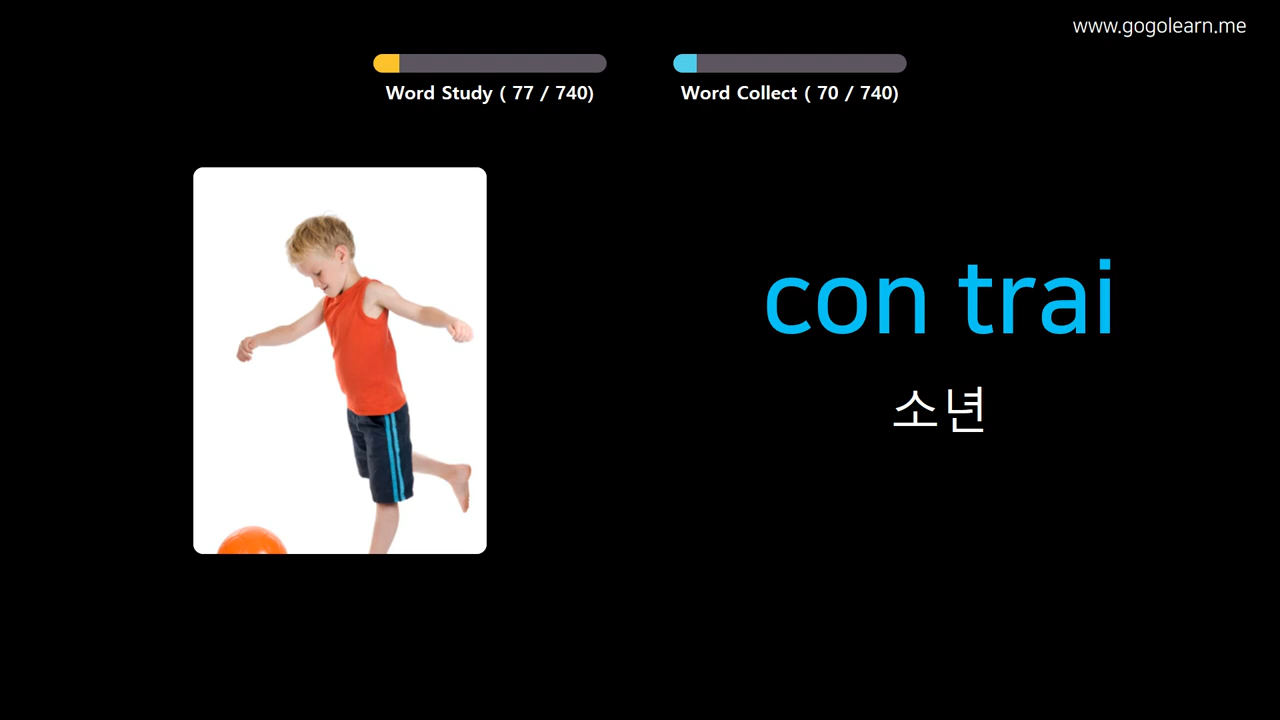 www.gogolearn.me
Word Study ( 77 / 740)
Word Collect ( 70 / 740)
con trai
소년